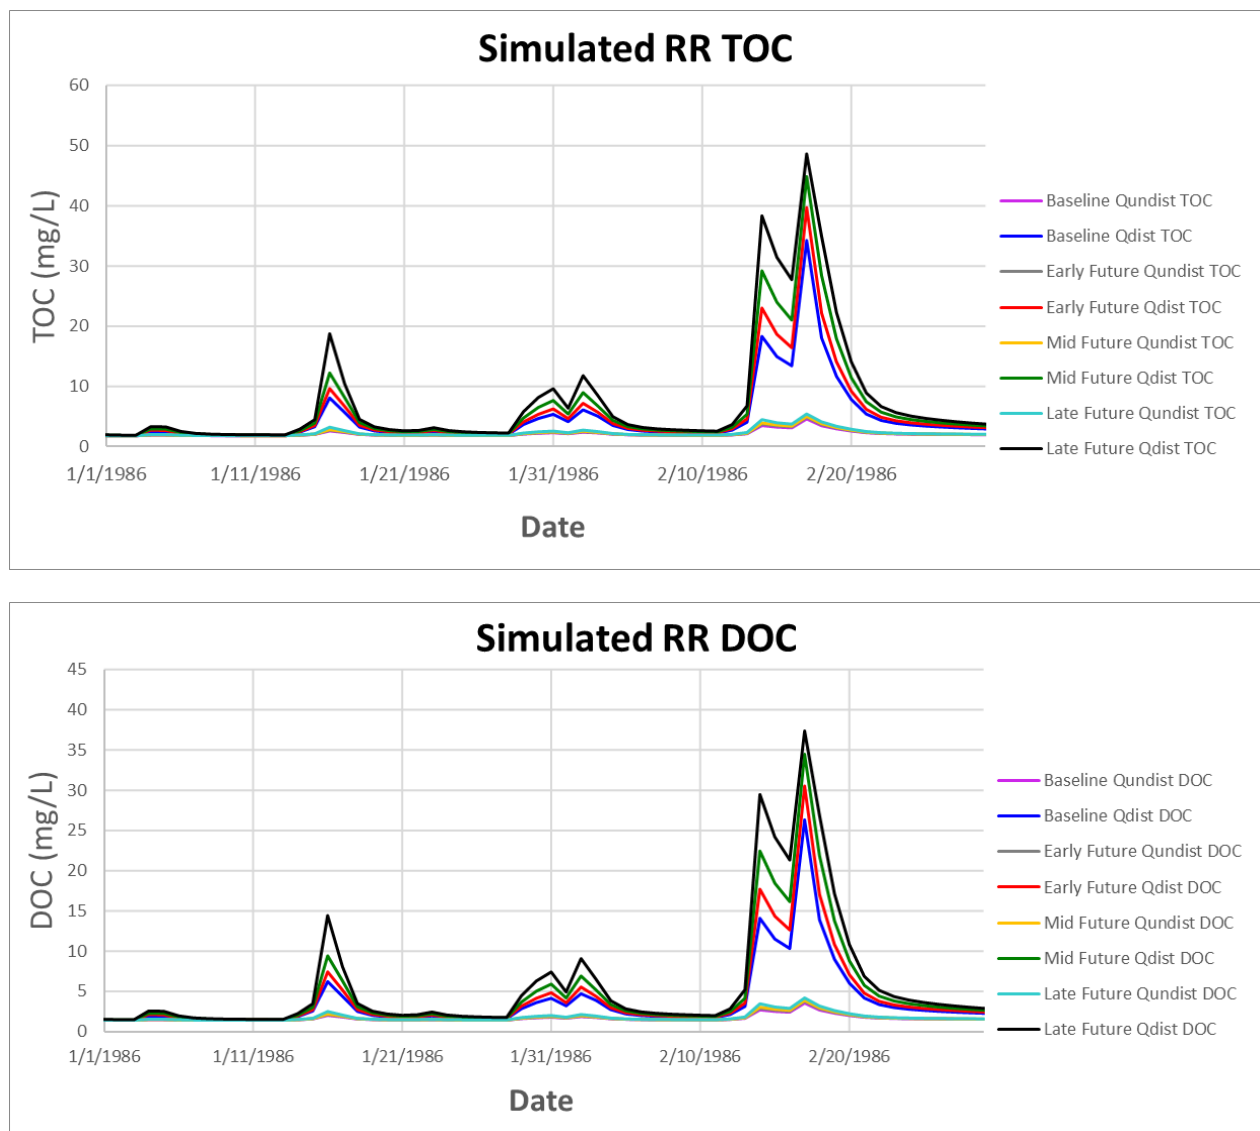 Simulated RR TOC
60
50
40
30
20
10
0
TOC (mg/L)
1/1/1986 1/11/1986 1/21/1986 1/31/1986 2/10/1986 2/20/1986
Date
Baseline Qundist TOC
Baseline Qdist TOC
Early Future Qundist TOC
Early Future Qdist TOC
Mid Future Qundist TOC
Mid Future Qdist TOC
Late Future Qundist TOC
Late Future Qdist TOC
Simulated RR DOC
45
40
35
30
25
20
15
10
5
0
DOC (mg/L)
1/1/1986 1/11/1986 1/21/1986 1/31/1986 2/10/1986 2/20/1986
Date
Baseline Qundist DOC
Baseline Qdist DOC
Early Future Qundist DOC
Early Future Qdist DOC
Mid Future Qundist DOC
Mid Future Qdist DOC
Late Future Qundist DOC
Late Future Qdist DOC